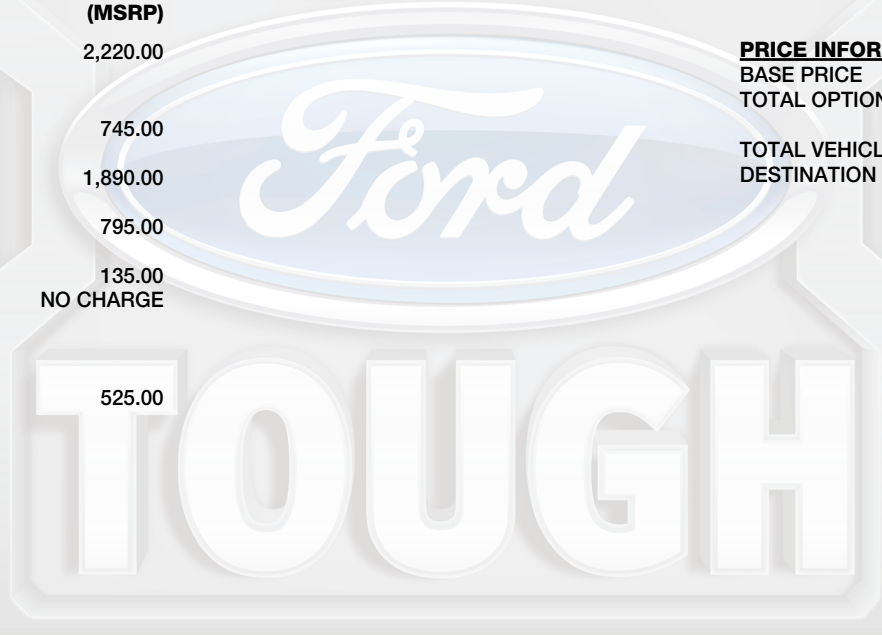 (MSRP)
2,220.00
745.00
1,890.00
795.00
135.00
NO CHARGE
525.00
PRICE INFOR
BASE PRICE
TOTAL OPTION
TOTAL VEHICL
DESTINATION
Ford
TOUGH